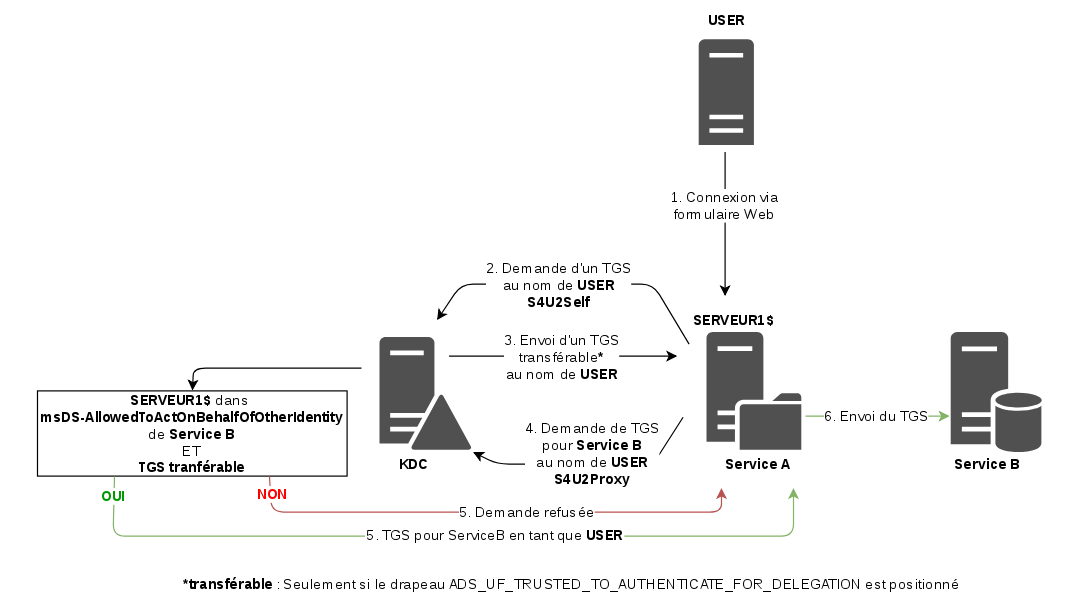 USER
1. Connexion via
formulaire Web
2. Demande d'un TGS
au nom de USER
S4U2Self
SERVEUR1$
3. Envoi d'un TGS
transférable*
au nom de USER
SERVEUR1$ dans
msDS-AllowedToActOnBehalfOfOtherIdentity
de Service B
ET
TGS tranférable
6. Envoi du TGS
4. Demande de TGS
pour Service B
au nom de USER
S4U2Proxy
KDC
Service A
Service B
OUI
NON
5. Demande refusée
5. TGS pour ServiceB en tant que USER
*transférable : Seulement si le drapeau ADS_UF_TRUSTED_TO_AUTHENTICATE_FOR_DELEGATION est positionné